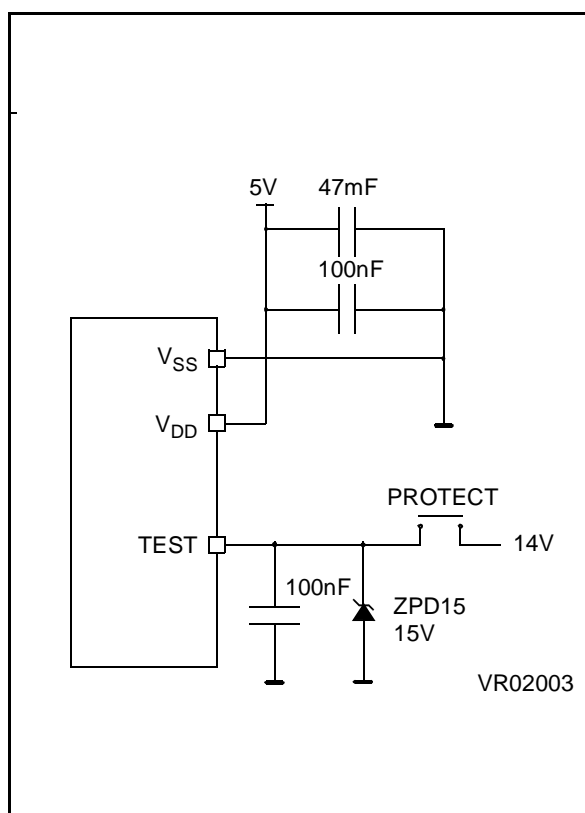 5V
47mF
100nF
VSS
VDD
PROTECT
TEST
14V
100nF
ZPD15
15V
VR02003